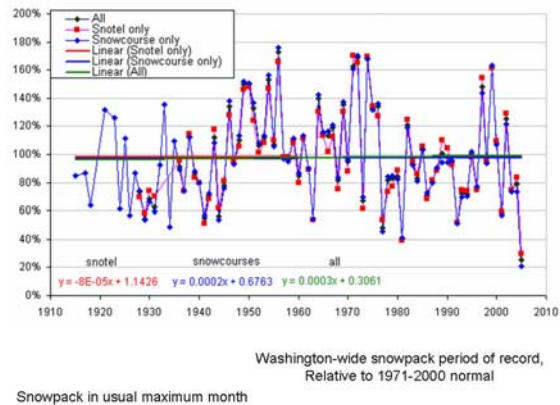 200%
180%
160%
140%
120%
100%
80%
60%
40%
20%
0%
All
Snotel only
Snowcourse only
Linear (Snotel only)
Linear (Snowcourse only)
Linear (All)
snotel snowcourses all
y = -8E-05x + 1.1426 y = 0.0002x + 0.6763 y = 0.0003x + 0.3061
1910 1920 1930 1940 1950 1960 1970 1980 1990 2000 2010
Washington-wide snowpack period of record,
Relative to 1971-2000 normal
Snowpack in usual maximum month